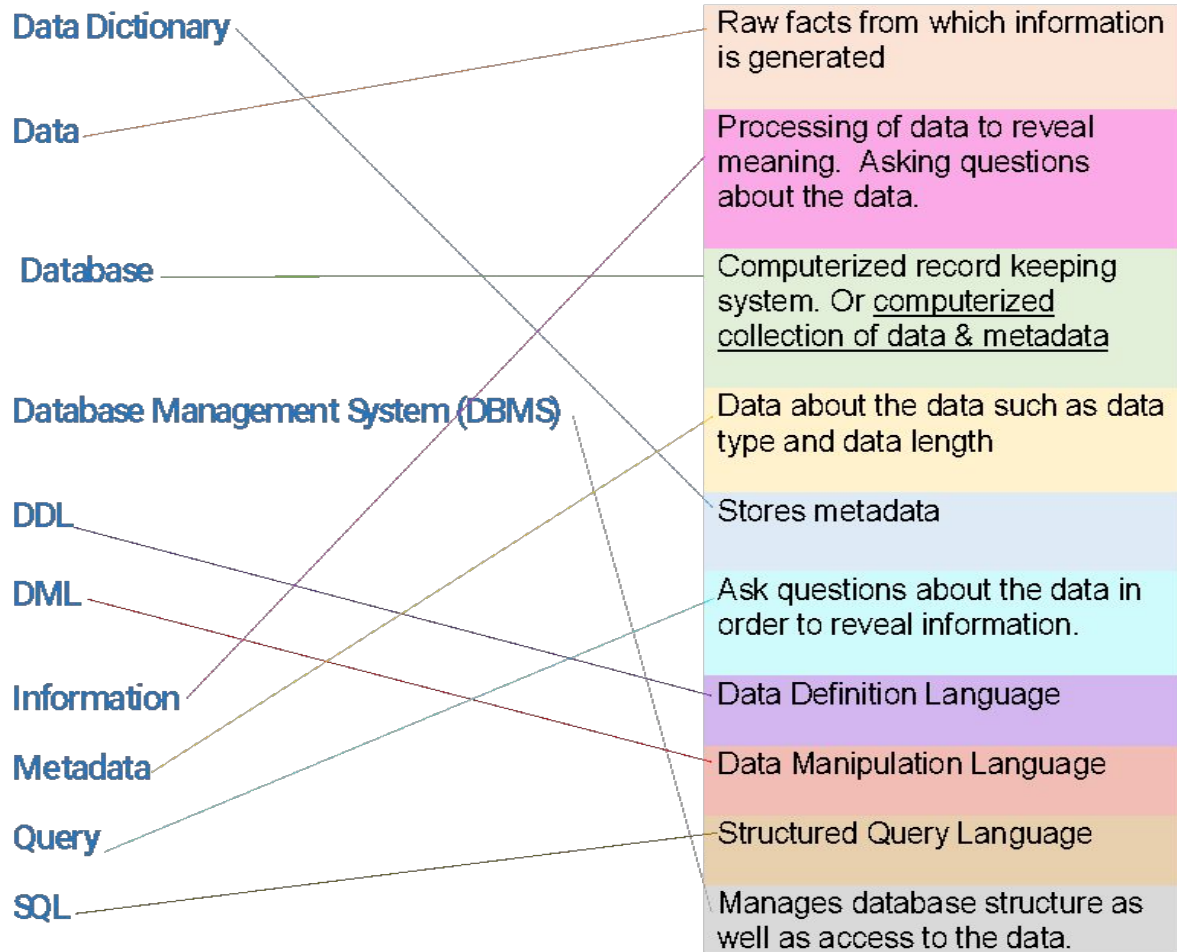 Data Dictionary
Data
Database
Database Management System (DBMS)
DDL
DML
Information
Metadata
Query
SQL
Raw facts from which information
is generated
Processing of data to reveal
meaning.  Asking questions
about the data.
Computerized record keeping
system. Or computerized
collection of data & metadata
Data about the data such as data
type and data length
Stores metadata
Ask questions about the data in
order to reveal information.
Data Definition Language
Data Manipulation Language
Structured Query Language
Manages database structure as
well as access to the data.